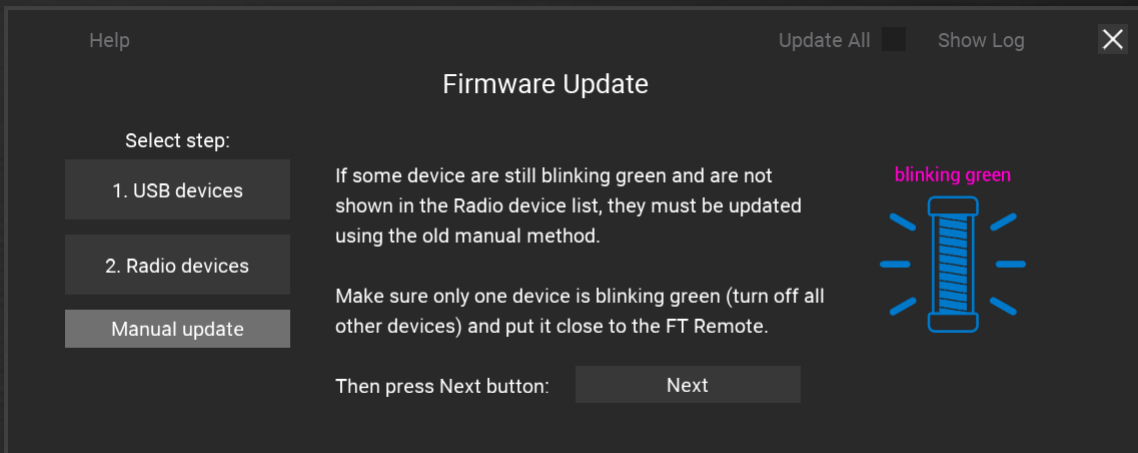 Help
Update All
Show Log
Firmware Update
Select step:
1. USB devices
2. Radio devices
Manual update
If some device are still blinking green and are not
shown in the Radio device list, they must be updated
using the old manual method.
Make sure only one device is blinking green (turn off all
other devices) and put it close to the FT Remote.
Then press Next button:
Next
blinking green